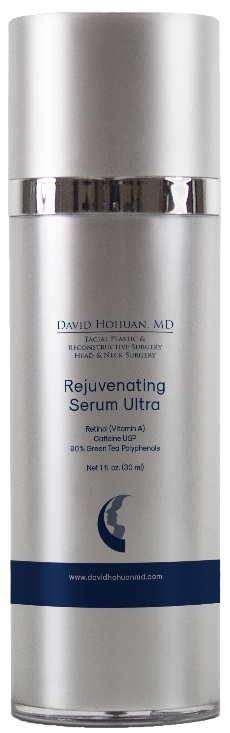 DAVID HOHUAN, MD
FACIAL PLASTIC &
RECONSTRUCTIVE SURGERY
HEAD & NECK SURGERY
Rejuvenating
Serum Ultra
Retinol (Vitamin A)
Caffeine USP
90% Green Tea Polyphenols
Net 1 fl. oz. (30 ml)
www.davidhohuanmd.com